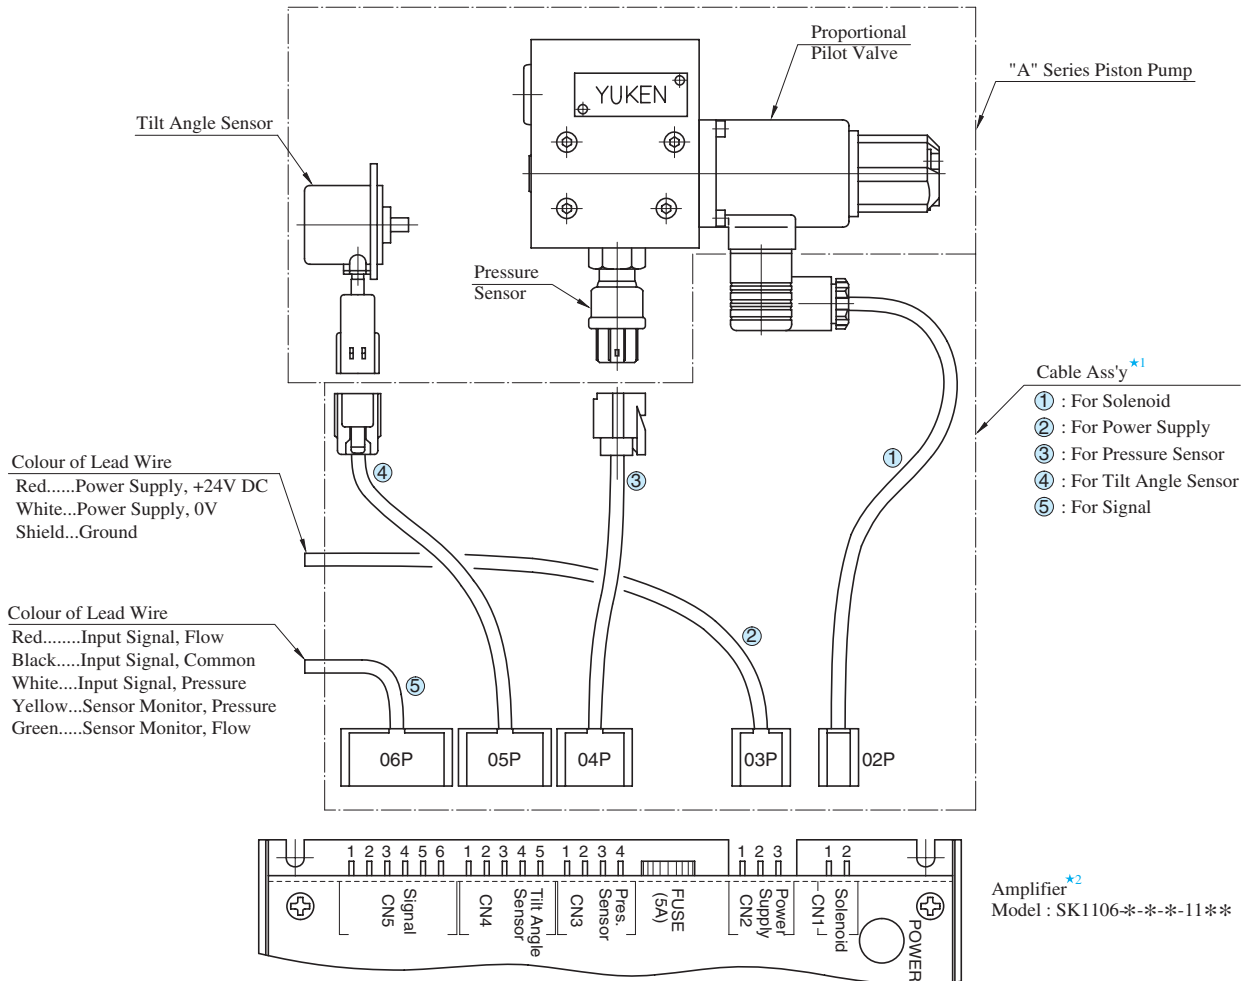 Proportional
Pilot Valve
"A" Series Piston Pump
YUKEN
Tilt Angle Sensor
Pressure
Sensor
Cable Ass'y ★1
① : For Solenoid
② : For Power Supply
③ : For Pressure Sensor
④ : For Tilt Angle Sensor
⑤ : For Signal
①
④
③
Colour of Lead Wire
Red......Power Supply, +24V DC
White...Power Supply, 0V
Shield...Ground
Colour of Lead Wire
Red........Input Signal, Flow
Black.....Input Signal, Common
White....Input Signal, Pressure
Yellow...Sensor Monitor, Pressure
Green.....Sensor Monitor, Flow
②
⑤
06P 05P 04P 03P 02P
1 2 3 4 5 6 1 2 3 4 5 1 2 3 4 1 2 3 1 2
Signal
CN5
Tilt Angle
Sensor
CN4
Pres.
Sensor
CN3
FUSE
(5A)
Power
Supply
CN2
Solenoid
CN1
POWER
Amplifier ★2
Model : SK1106-*-*-*-11**